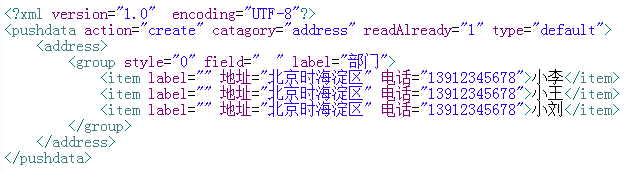 <?xml version="1.0"  encoding="UTF-8"?>
<pushdata action="create" catagory="address" readAlready="1" type="default">
    <address>
        <group style="0" field="  " label="部门">
            <item label="" 地址="北京时海淀区" 电话="13912345678">小李</item>
            <item label="" 地址="北京时海淀区" 电话="13912345678">小王</item>
            <item label="" 地址="北京时海淀区" 电话="13912345678">小刘</item>
        </group>
    </address>
</pushdata>